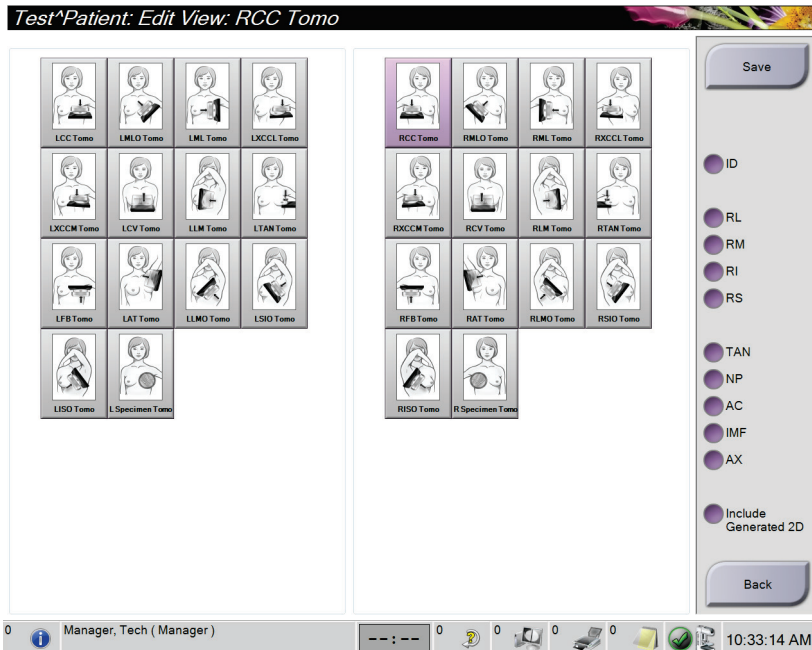 Test^Patient: Edit View: RCC Tomo
LCC Tomo
LMLO Tomo
LML Tomo
LXCCL Tomo
LXCCM Tomo
LCV Tomo
LLM Tomo
LTAN Tomo
LFB Tomo
LAT Tomo
LLMO Tomo
LSIO Tomo
LISO Tomo
L Specimen Tomo
RCC Tomo
RMLO Tomo
RML Tomo
RXCCL Tomo
RXCCM Tomo
RCV Tomo
RLM Tomo
RTAN Tomo
RFB Tomo
RAT Tomo
RLMO Tomo
RSIO Tomo
RISO Tomo
R Specimen Tomo
Save
ID
RL
RM
RI
RS
TAN
NP
AC
IMF
AX
Include
Generated 2D
Back
0
Manager, Tech ( Manager )
--:--
0
0
0
0
10:33:14 AM